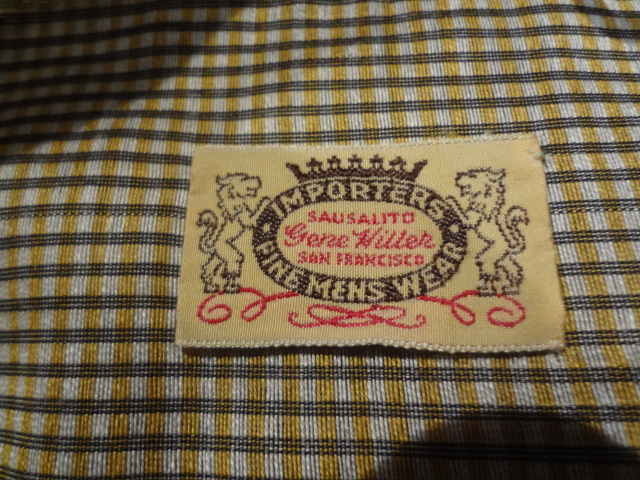 IMPORTERS
SAUSALITO
Gene Hiller
SAN FRANCISCO
FINE MENS WEAR